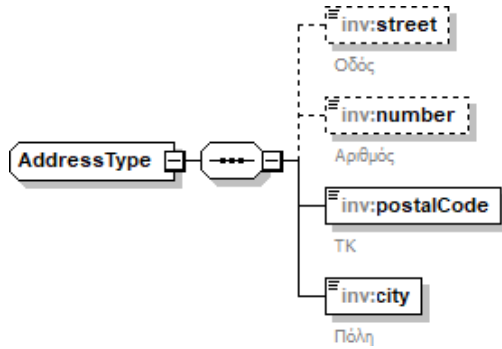 inv:street
Οδός
inv:number
Αριθμός
AddressType
inv:postalCode
ΤΚ
inv:city
Πόλη